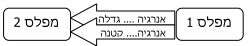 מפלס 1
אנרגיה .... גדלה
אנרגיה.... קטנה
מפלס 2